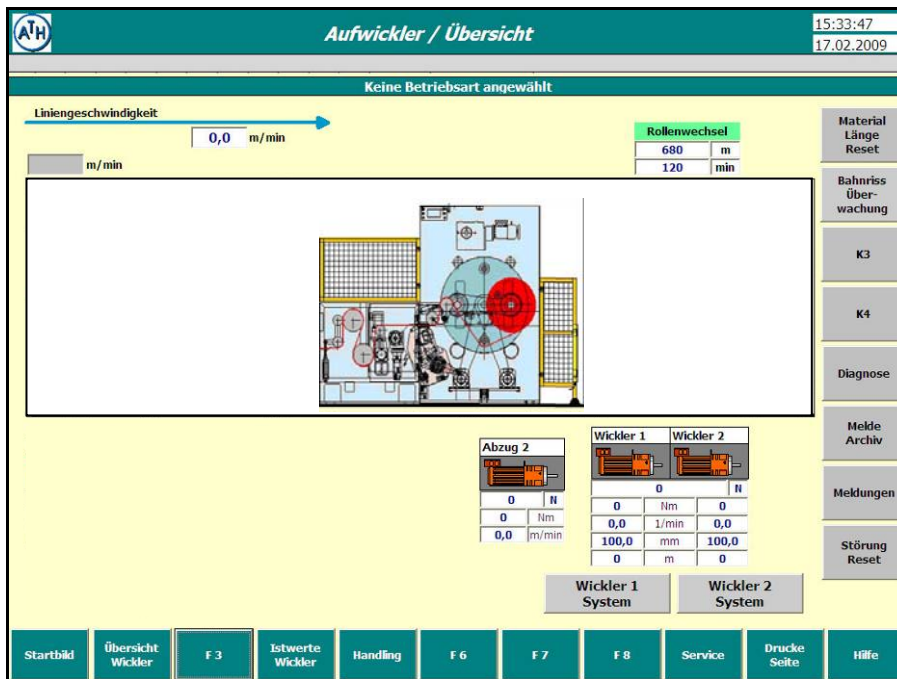 ATH
Aufwickler / Übersicht
15:33:47
17.02.2009
Keine Betriebsart angewählt
Liniengeschwindigkeit
0,0 m/min
m/min
Rollenwechsel
680 m
120 min
Material
Länge
Reset
Bahnriss
Über-
wachung
K3
K4
Diagnose
Melde
Archiv
Meldungen
Störung
Reset
Abzug 2
0 N
0 Nm
0,0 m/min
Wickler 1 Wickler 2
0 N
0 Nm 0
0,0 1/min 0,0
100,0 mm 100,0
0 m 0
Wickler 1
System
Wickler 2
System
Startbild
Übersicht
Wickler
F 3
Istwerte
Wickler
Handling
F 6
F 7
F 8
Service
Drucke
Seite
Hilfe